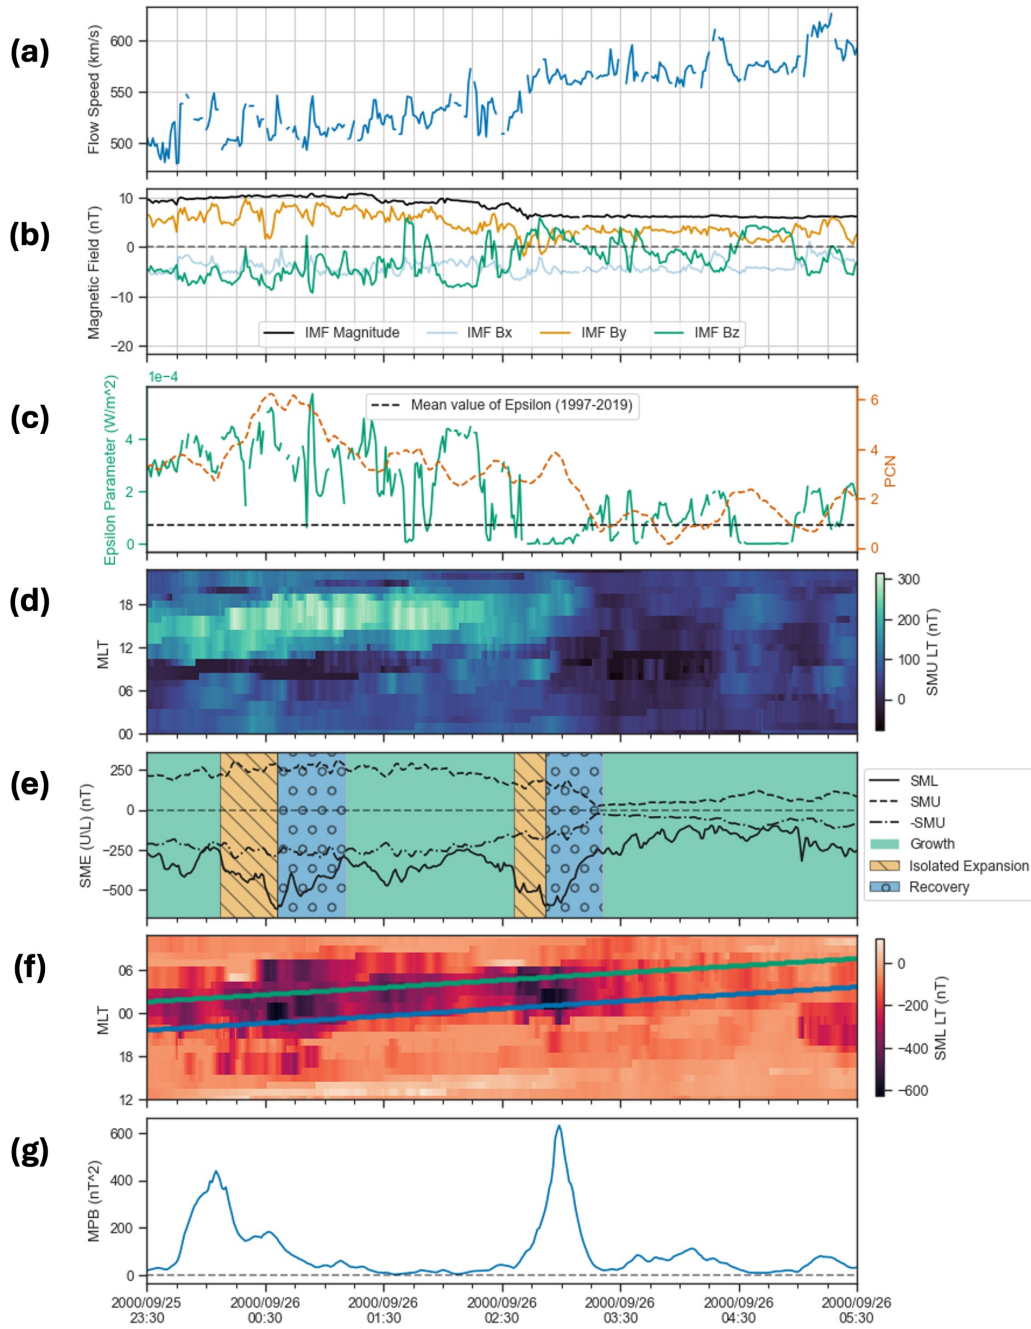 (a)
Flow Speed (km/s)
600
550
500
(b)
Magnetic Field (nT)
10
0
−10
−20
IMF Magnitude
IMF Bx
IMF By
IMF Bz
(c)
1e−4
Epsilon Parameter (W/m^2)
4
2
0
Mean value of Epsilon (1997-2019)
6
4
2
0
PCN
(d)
MLT
18
12
06
00
300
200
100
0
SMU LT (nT)
(e)
SME (U\L) (nT)
250
0
−250
−500
SML
SMU
-SMU
Growth
Isolated Expansion
Recovery
(f)
MLT
06
00
18
12
0
−200
−400
−600
SML LT (nT)
(g)
MPB (nT^2)
600
400
200
0
2000/09/25 2000/09/26 2000/09/26 2000/09/26 2000/09/26 2000/09/26 2000/09/26
23:30 00:30 01:30 02:30 03:30 04:30 05:30